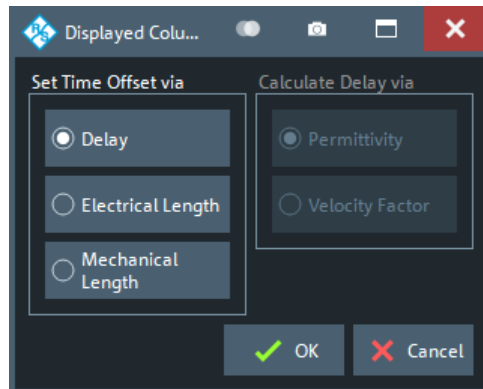 Displayed Colu...
Set Time Offset via
Calculate Delay via
Delay
Permittivity
Electrical Length
Velocity Factor
Mechanical
Length
OK
Cancel